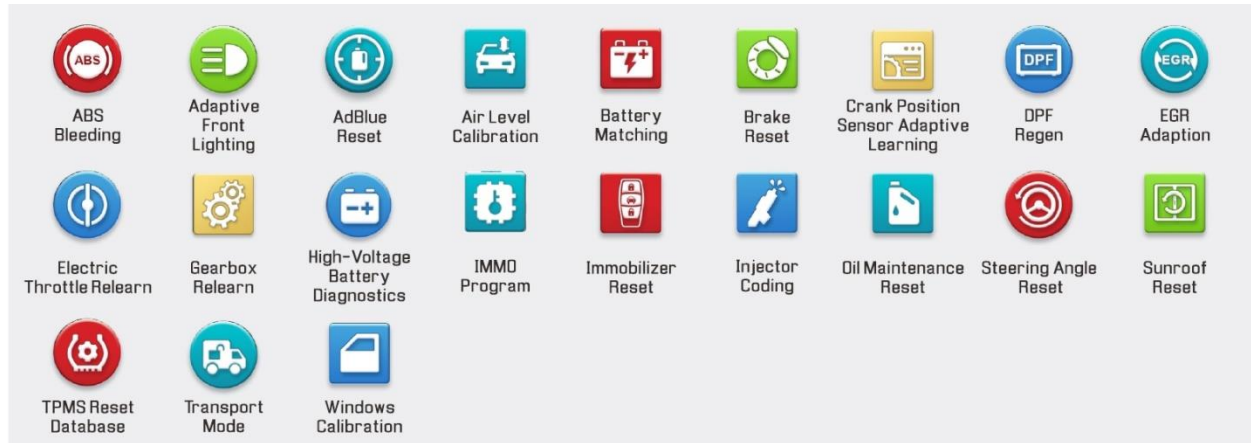 ABS
DPF
EGR
ABS
Bleeding
Adaptive
Front
Lighting
AdBlue
Reset
Air Level
Calibration
Battery
Matching
Brake
Reset
Crank Position
Sensor Adaptive
Learning
DPF
Regen
EGR
Adaption
Electric
Throttle Relearn
Gearbox
Relearn
High-Voltage
Battery
Diagnostics
IMMO
Program
Immobilizer
Reset
Injector
Coding
Oil Maintenance
Reset
Steering Angle
Reset
Sunroof
Reset
TPMS Reset
Database
Transport
Mode
Windows
Calibration